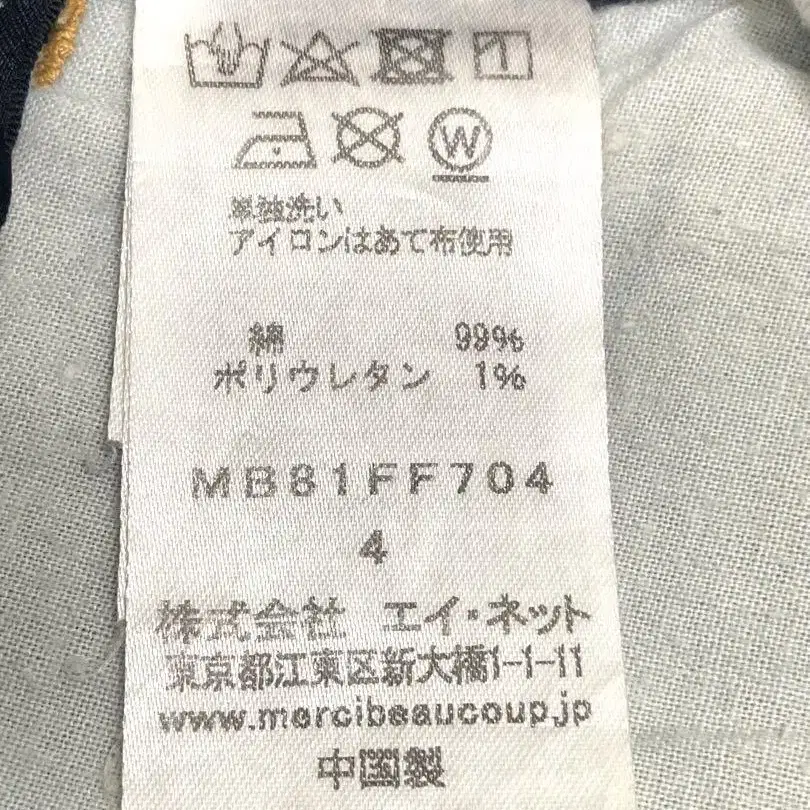 W
単独洗い
アイロンはあて布使用
綿 99%
ポリウレタン 1%
MB81FF704
4
株式会社 エイ・ネット
東京都江東区新大橋1-1-11
www.mercibeaucoup.jp
中国製